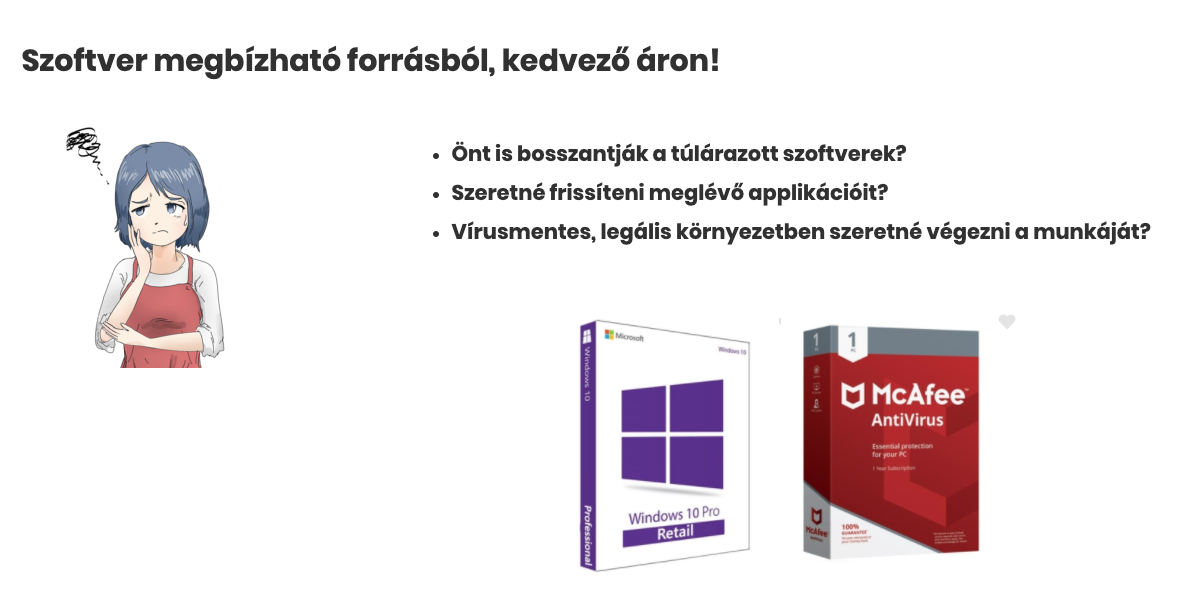 Szoftver megbízható forrásból, kedvező áron!
• Önt is bosszantják a túlárazott szoftverek?
• Szeretné frissíteni meglévő applikációit?
• Vírusmentes, legális környezetben szeretné végezni a munkáját?
Microsoft
Windows 10
Windows 10
Windows 10 Pro
Retail
Professional
1
1
PC
McAfee
AntiVirus
Essential protection
for your PC
1 Year Subscription
McAfee
100%
GUARANTEE